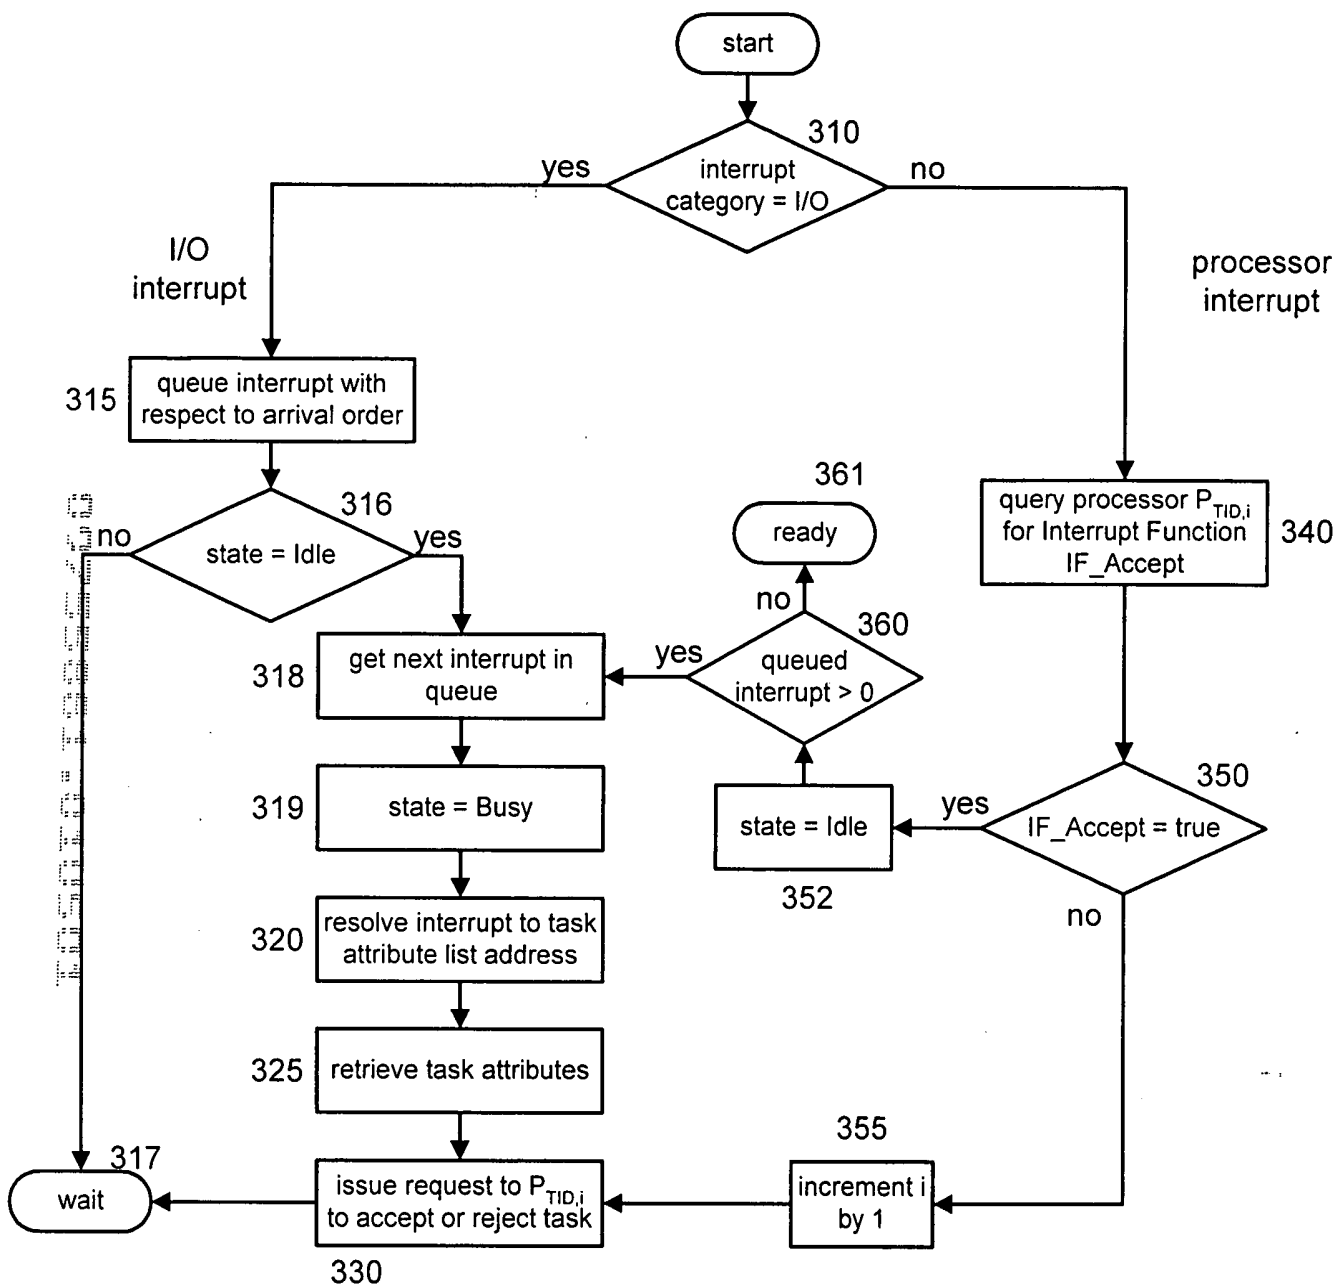 start
310
yes
interrupt
category = I/O
no
I/O
interrupt
processor
interrupt
315
queue interrupt with
respect to arrival order
361
316
no
state = Idle
yes
ready
query processor P_TID,i
for Interrupt Function
IF_Accept
340
no
360
318
get next interrupt in
queue
yes
queued
interrupt > 0
350
319
state = Busy
state = Idle
yes
IF_Accept = true
352
no
320
resolve interrupt to task
attribute list address
325
retrieve task attributes
355
317
wait
issue request to P_TID,i
to accept or reject task
increment i
by 1
330